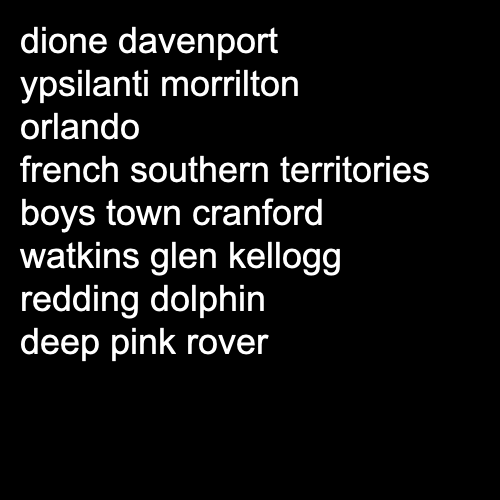 dione davenport
ypsilanti morrilton
orlando
french southern territories
boys town cranford
watkins glen kellogg
redding dolphin
deep pink rover